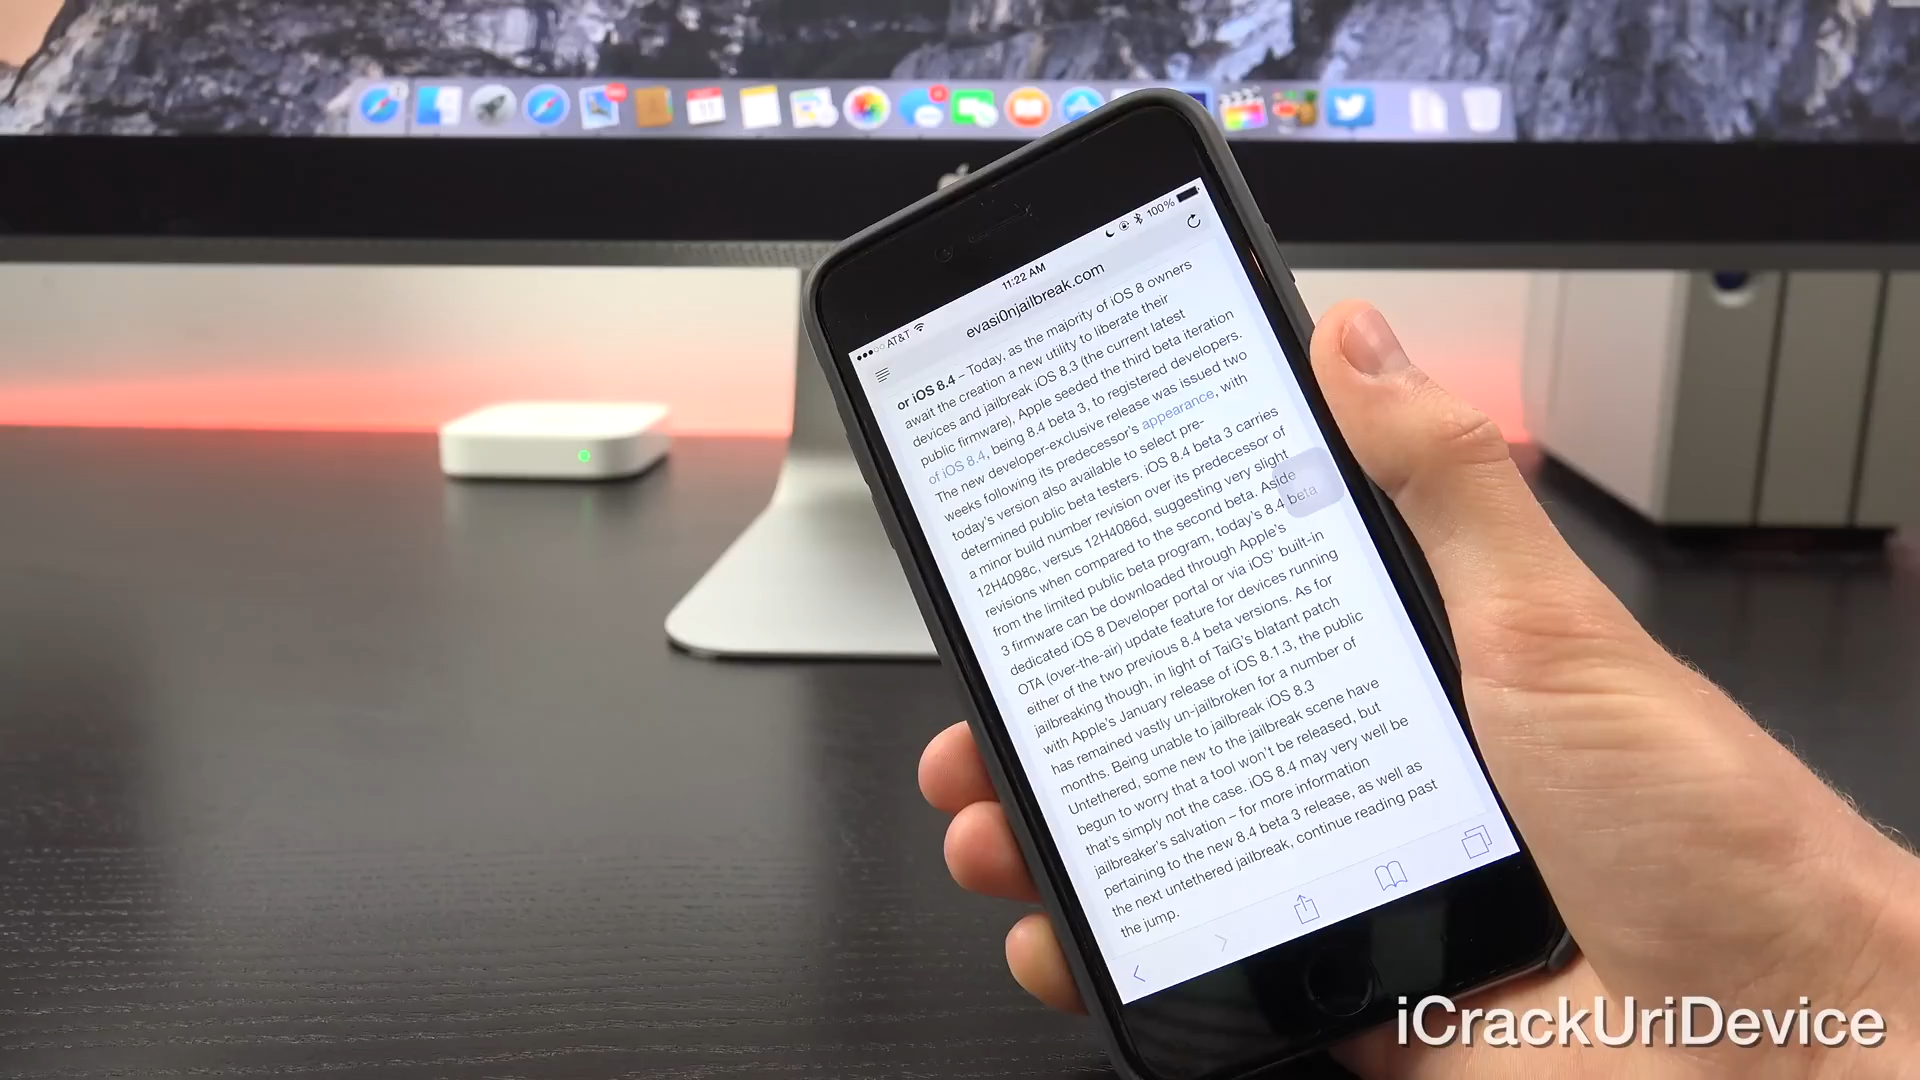 ●●●○○ AT&T 11:22 AM 100%
evasi0njailbreak.com
or iOS 8.4 – Today, as the majority of iOS 8 owners
await the creation a new utility to liberate their
devices and jailbreak iOS 8.3 (the current latest
public firmware), Apple seeded the third beta iteration
of iOS 8.4, being 8.4 beta 3, to registered developers.
The new developer-exclusive release was issued two
weeks following its predecessor's appearance, with
today's version also available to select pre-
determined public beta testers. iOS 8.4 beta 3 carries
a minor build number revision over its predecessor of
12H4098c, versus 12H4086d, suggesting very slight
revisions when compared to the second beta. Aside
from the limited public beta program, today's 8.4 beta
3 firmware can be downloaded through Apple's
dedicated iOS 8 Developer portal or via iOS' built-in
OTA (over-the-air) update feature for devices running
either of the two previous 8.4 beta versions. As for
jailbreaking though, in light of TaiG's blatant patch
with Apple's January release of iOS 8.1.3, the public
has remained vastly un-jailbroken for a number of
months. Being unable to jailbreak iOS 8.3
Untethered, some new to the jailbreak scene have
begun to worry that a tool won't be released, but
that's simply not the case. iOS 8.4 may very well be
jailbreaker's salvation – for more information
pertaining to the new 8.4 beta 3 release, as well as
the next untethered jailbreak, continue reading past
the jump.
iCrackUriDevice